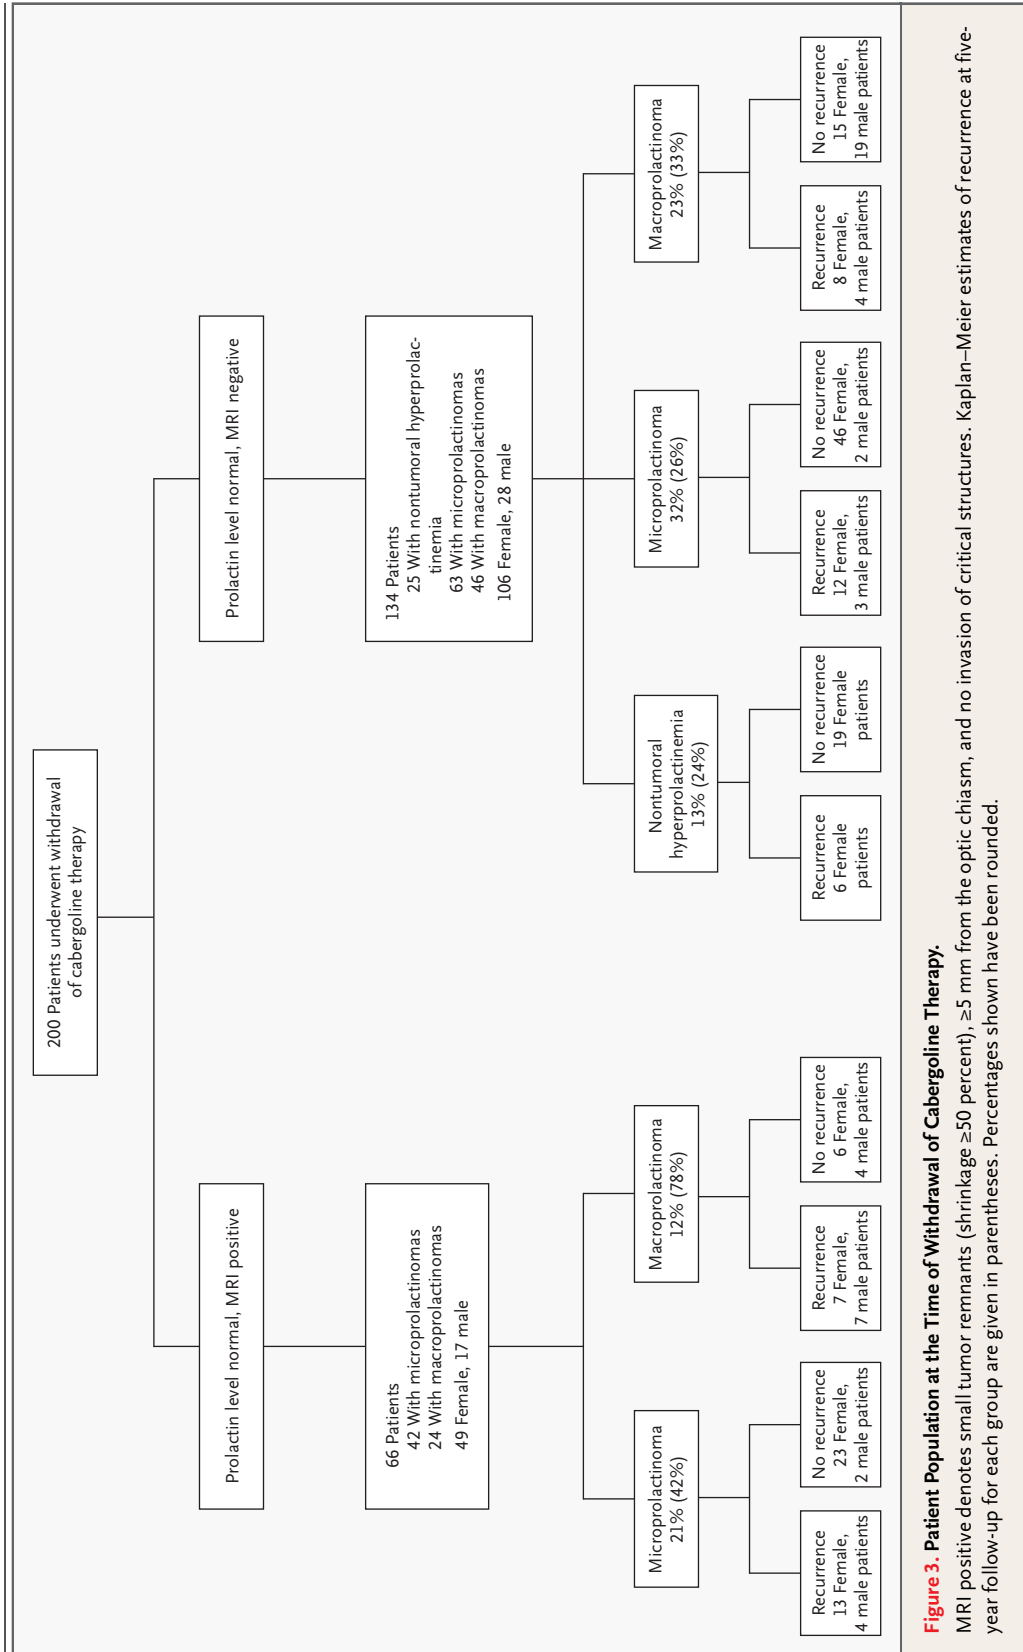 200 Patients underwent withdrawal
of cabergoline therapy
Prolactin level normal, MRI positive
Prolactin level normal, MRI negative
66 Patients
42 With microprolactinomas
24 With macroprolactinomas
49 Female, 17 male
134 Patients
25 With nontumoral hyperprolac-
tinemia
63 With microprolactinomas
46 With macroprolactinomas
106 Female, 28 male
Microprolactinoma
21% (42%)
Macroprolactinoma
12% (78%)
Nontumoral
hyperprolactinemia
13% (24%)
Microprolactinoma
32% (26%)
Macroprolactinoma
23% (33%)
Recurrence
13 Female,
4 male patients
No recurrence
23 Female,
2 male patients
Recurrence
7 Female,
7 male patients
No recurrence
6 Female,
4 male patients
Recurrence
6 Female
patients
No recurrence
19 Female
patients
Recurrence
12 Female,
3 male patients
No recurrence
46 Female,
2 male patients
Recurrence
8 Female,
4 male patients
No recurrence
15 Female,
19 male patients
Figure 3. Patient Population at the Time of Withdrawal of Cabergoline Therapy.
MRI positive denotes small tumor remnants (shrinkage ≥50 percent), ≥5 mm from the optic chiasm, and no invasion of critical structures. Kaplan–Meier estimates of recurrence at five-
year follow-up for each group are given in parentheses. Percentages shown have been rounded.